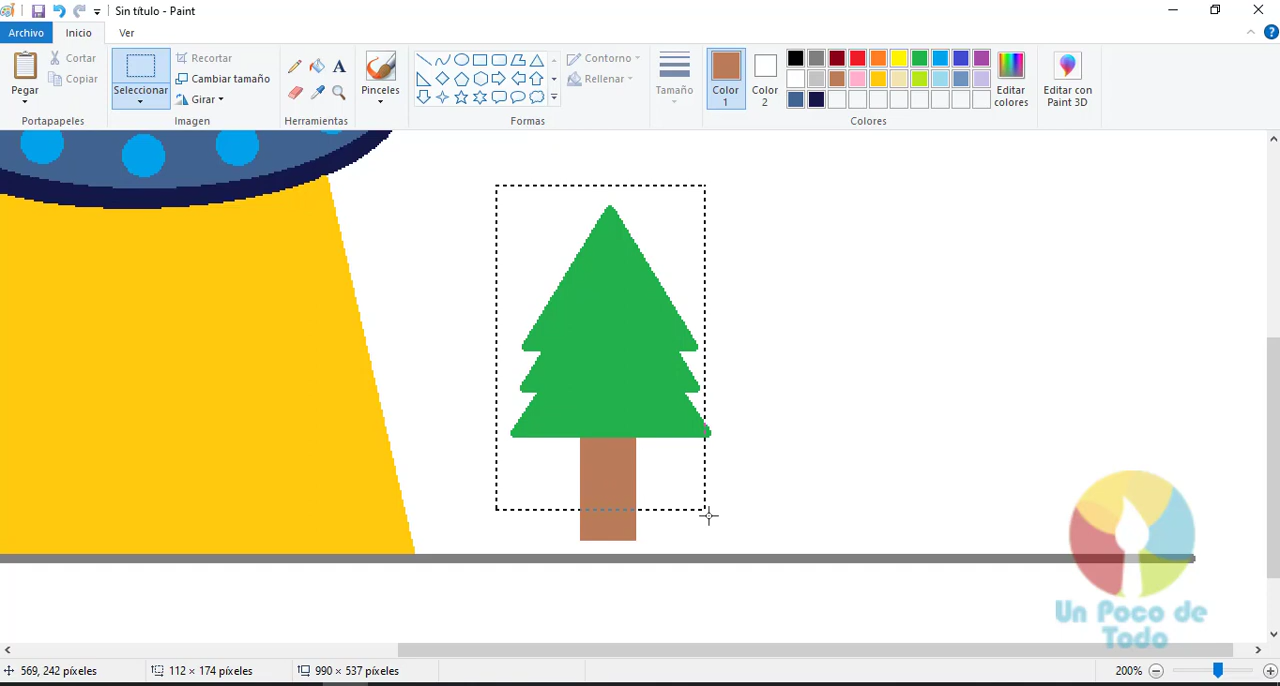 Sin título - Paint
Archivo Inicio Ver
Pegar
Cortar
Copiar
Portapapeles
Seleccionar
Recortar
Cambiar tamaño
Girar
Imagen
A
Herramientas
Pinceles
Contorno
Rellenar
Formas
Tamaño
Color
1
Color
2
Editar
colores
Colores
Editar con
Paint 3D
?
Un Poco de
Todo
569, 242 píxeles 112 × 174 píxeles 990 × 537 píxeles 200%